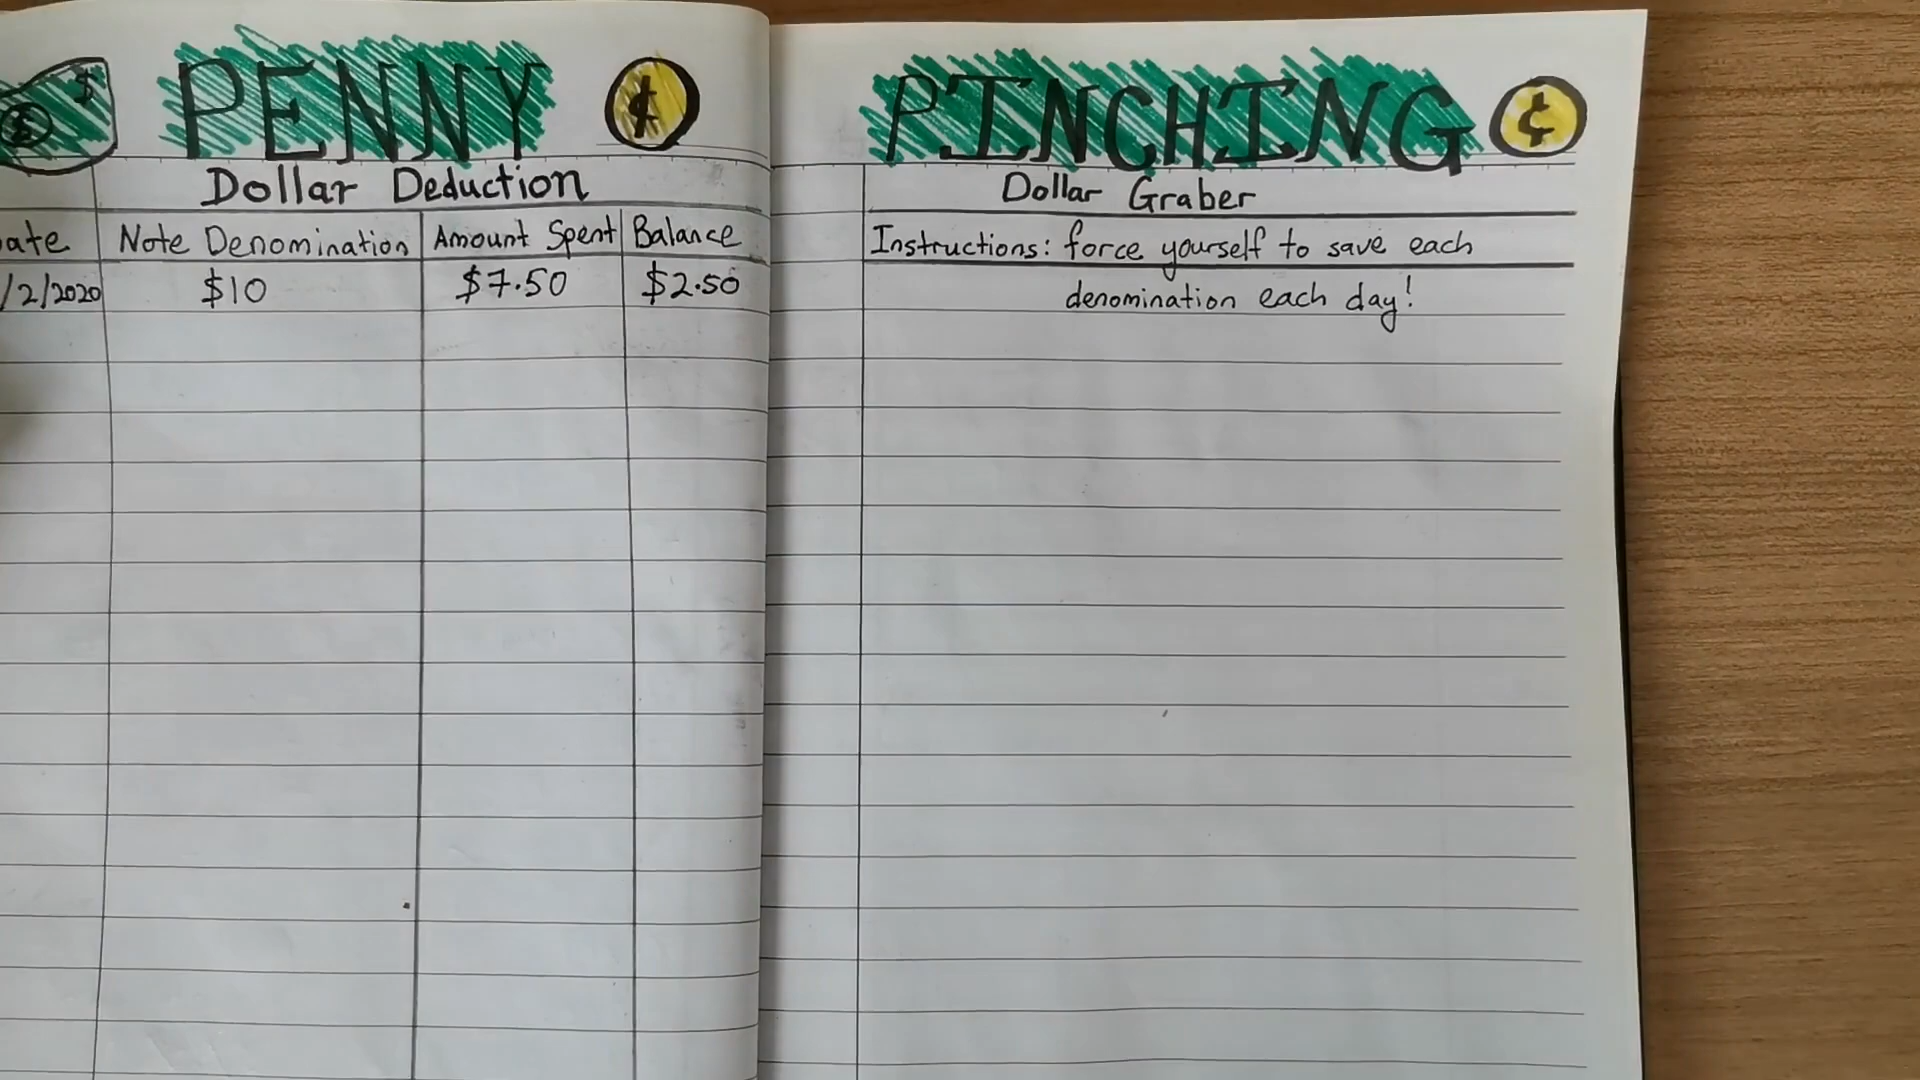 PENNY ¢
Dollar Deduction
Note Denomination Amount Spent Balance
/2/2020 $10 $7.50 $2.50
PINCHING ¢
Dollar Graber
Instructions: force yourself to save each
denomination each day!